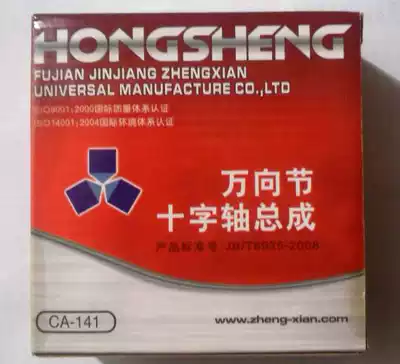 HONGSHENG
FUJIAN JINJIANG ZHENGXIAN
UNIVERSAL MANUFACTURE CO.,LTD
ISO9001:2000国际质量体系认证
ISO14001:2004国际环境体系认证
万向节
十字轴总成
产品标准号 JB/T8925-2008
CA-141
www.zheng-xian.com